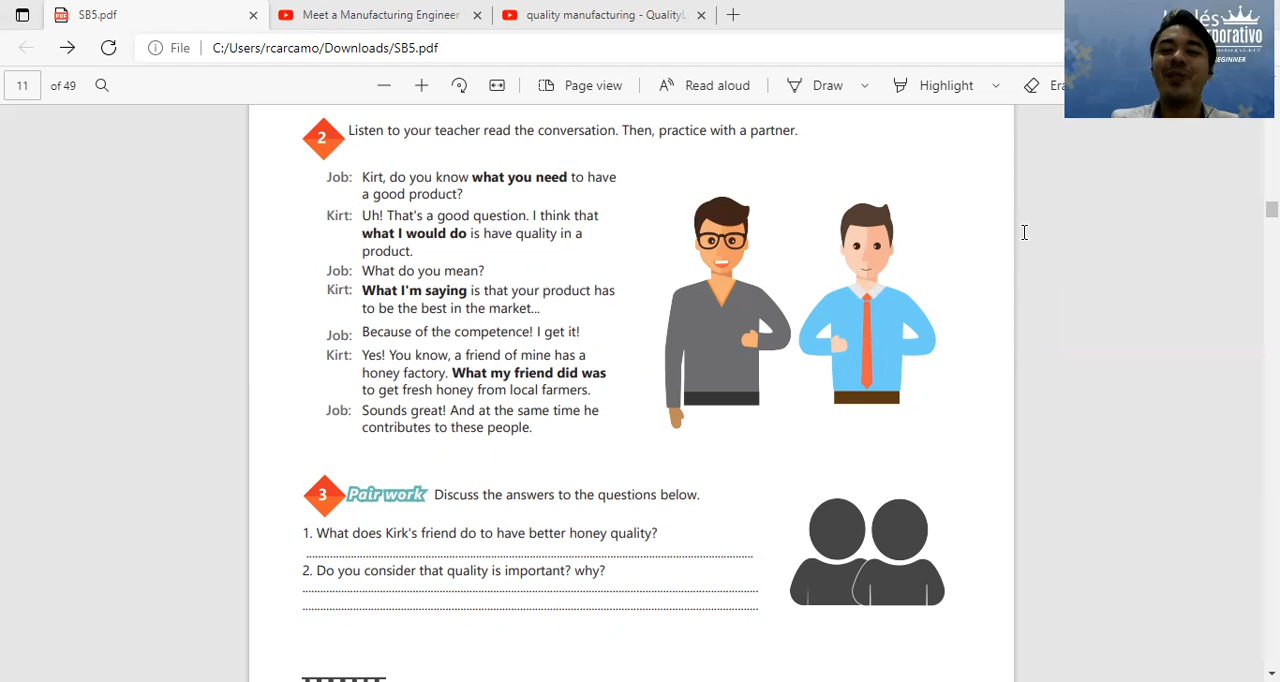 SB5.pdf
Meet a Manufacturing Engineer
quality manufacturing - QualityL
File C:/Users/rcarcamo/Downloads/SB5.pdf
11 of 49
Page view
Read aloud
Draw
Highlight
Era
BEGINNER
2 Listen to your teacher read the conversation. Then, practice with a partner.
Job: Kirt, do you know what you need to have
a good product?
Kirt: Uh! That's a good question. I think that
what I would do is have quality in a
product.
Job: What do you mean?
Kirt: What I'm saying is that your product has
to be the best in the market...
Job: Because of the competence! I get it!
Kirt: Yes! You know, a friend of mine has a
honey factory. What my friend did was
to get fresh honey from local farmers.
Job: Sounds great! And at the same time he
contributes to these people.
3 Pair work Discuss the answers to the questions below.
1. What does Kirk's friend do to have better honey quality?
2. Do you consider that quality is important? why?